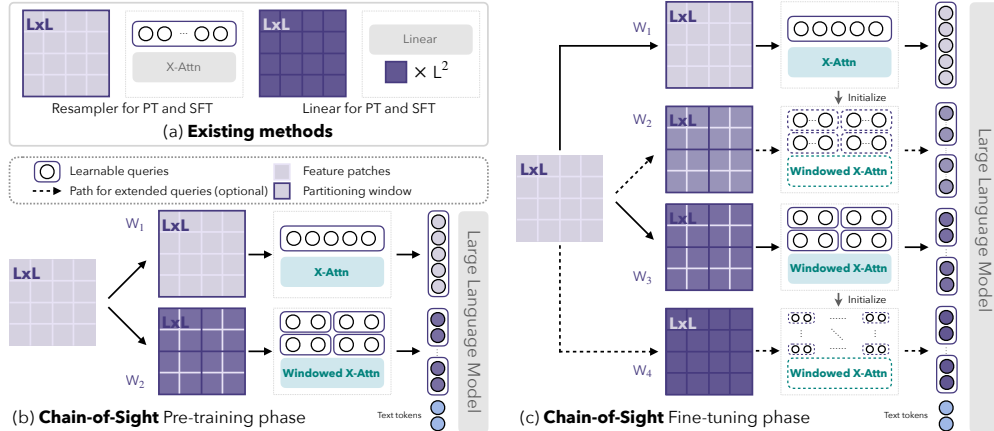 LxL
...
X-Attn
Resampler for PT and SFT
LxL
Linear
× L²
Linear for PT and SFT
(a) Existing methods
Learnable queries
Feature patches
Path for extended queries (optional)
Partitioning window
LxL
W₁
LxL
X-Attn
LxL
W₂
Windowed X-Attn
Large Language Model
Text tokens
(b) Chain-of-Sight Pre-training phase
LxL
W₁
LxL
X-Attn
Initialize
W₂
LxL
Windowed X-Attn
W₃
LxL
Windowed X-Attn
Initialize
W₄
LxL
Windowed X-Attn
Large Language Model
Text tokens
(c) Chain-of-Sight Fine-tuning phase